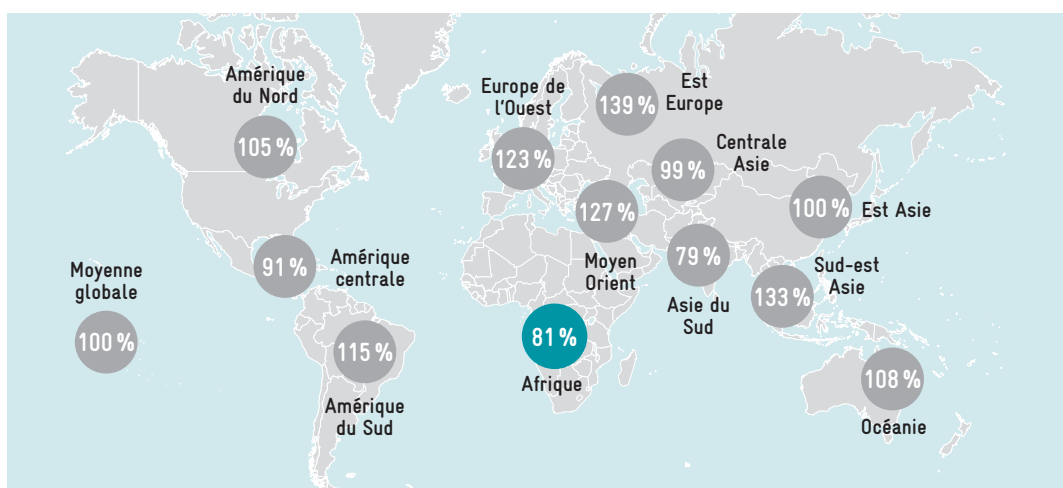 Amérique
du Nord
105 %
Europe de
l'Ouest
123 %
Est
Europe
139 %
Centrale
Asie
99 %
100 %
Est Asie
127 %
Moyen
Orient
79 %
Asie du
Sud
Sud-est
Asie
133 %
91 %
Amérique
centrale
Moyenne
globale
100 %
115 %
Amérique
du Sud
81 %
Afrique
108 %
Océanie